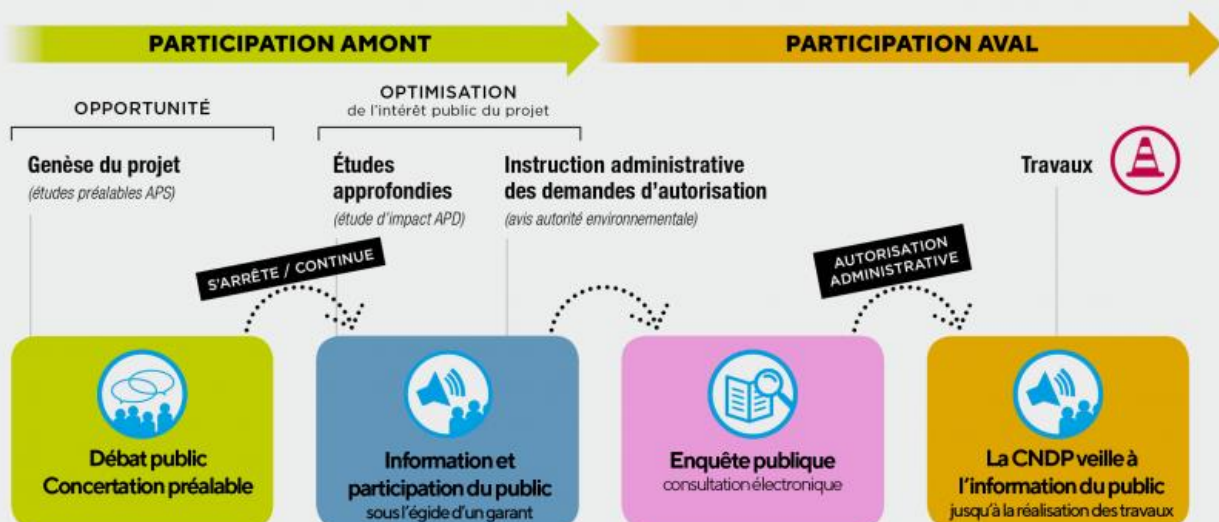 PARTICIPATION AMONT
PARTICIPATION AVAL
OPPORTUNITÉ
OPTIMISATION
de l'intérêt public du projet
Genèse du projet
(études préalables APS)
Études
approfondies
(étude d'impact APD)
Instruction administrative
des demandes d'autorisation
(avis autorité environnementale)
Travaux
S'ARRÊTE / CONTINUE
AUTORISATION
ADMINISTRATIVE
Débat public
Concertation préalable
Information et
participation du public
sous l'égide d'un garant
Enquête publique
consultation électronique
La CNDP veille à
l'information du public
jusqu'à la réalisation des travaux